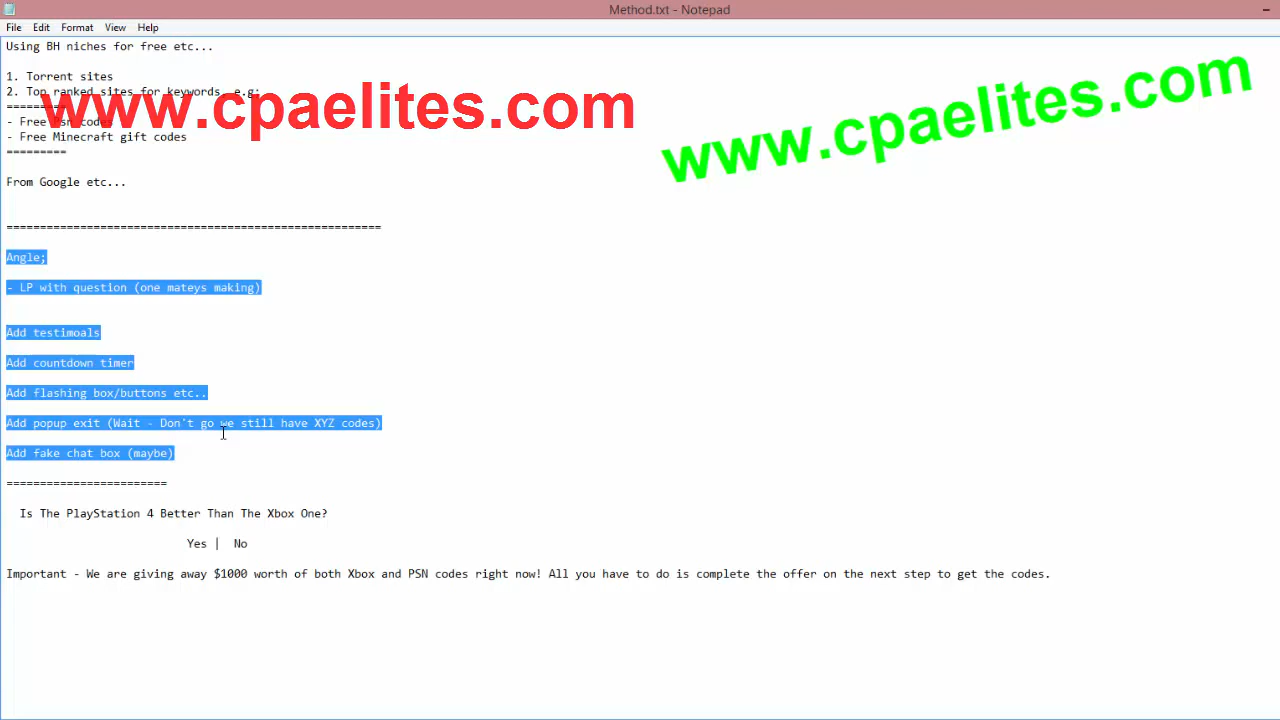 Method.txt - Notepad
File Edit Format View Help
Using BH niches for free etc...
1. Torrent sites
2. Top ranked sites for keywords, e.g:
www.cpaelites.com
www.cpaelites.com
=========
- Free Psn codes
- Free Minecraft gift codes
=========
From Google etc...
========================================================
Angle;
- LP with question (one mateys making)
Add testimoals
Add countdown timer
Add flashing box/buttons etc..
Add popup exit (Wait - Don't go we still have XYZ codes)
Add fake chat box (maybe)
========================
Is The PlayStation 4 Better Than The Xbox One?
Yes | No
Important - We are giving away $1000 worth of both Xbox and PSN codes right now! All you have to do is complete the offer on the next step to get the codes.